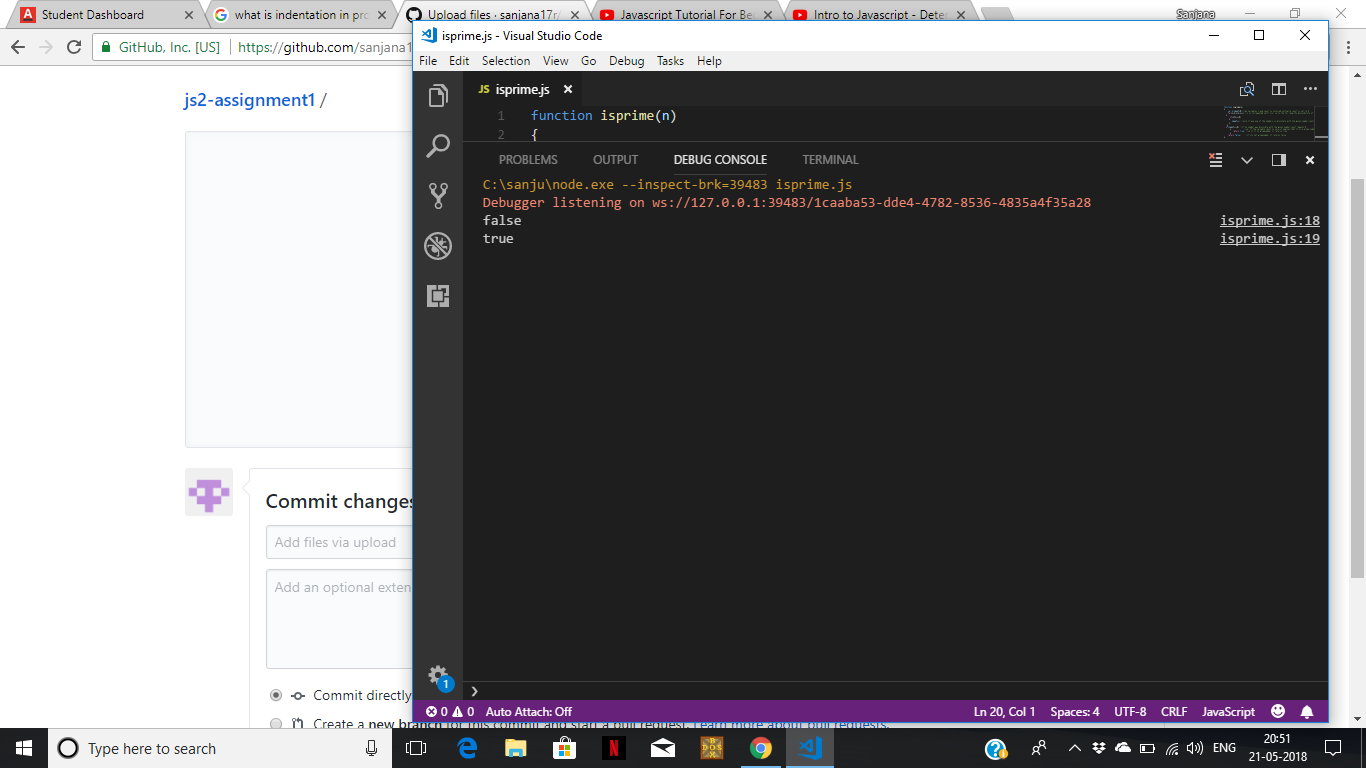 Student Dashboard
what is indentation in pro
Upload files · sanjana17r/
Javascript Tutorial For Be
Intro to Javascript - Dete
Sanjana
GitHub, Inc. [US]
https://github.com/sanjana1
isprime.js - Visual Studio Code
File Edit Selection View Go Debug Tasks Help
js2-assignment1 /
JS isprime.js
1 function isprime(n)
2 {
PROBLEMS OUTPUT DEBUG CONSOLE TERMINAL
C:\sanju\node.exe --inspect-brk=39483 isprime.js
Debugger listening on ws://127.0.0.1:39483/1caaba53-dde4-4782-8536-4835a4f35a28
false isprime.js:18
true isprime.js:19
Commit changes
Add files via upload
Add an optional exten
Commit directly
Create a new branch for this commit and start a pull request. Learn more about pull requests.
1
0 0 Auto Attach: Off Ln 20, Col 1 Spaces: 4 UTF-8 CRLF JavaScript
Type here to search
ENG
20:51
21-05-2018